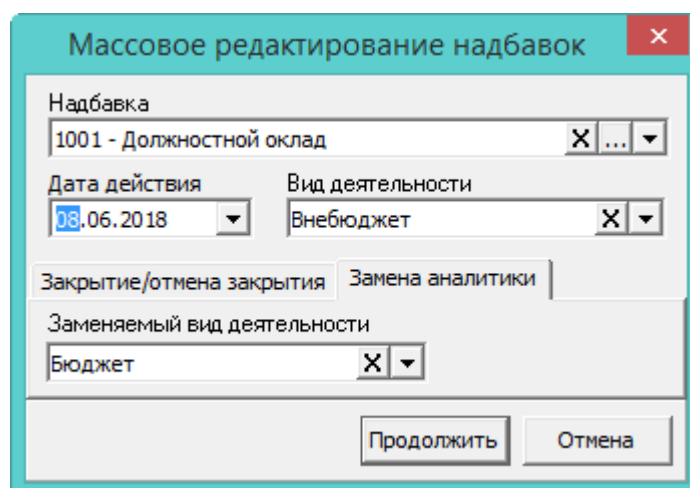 Массовое редактирование надбавок
Надбавка
1001 - Должностной оклад
Дата действия Вид деятельности
08.06.2018 Внебюджет
Закрытие/отмена закрытия Замена аналитики
Заменяемый вид деятельности
Бюджет
Продолжить Отмена